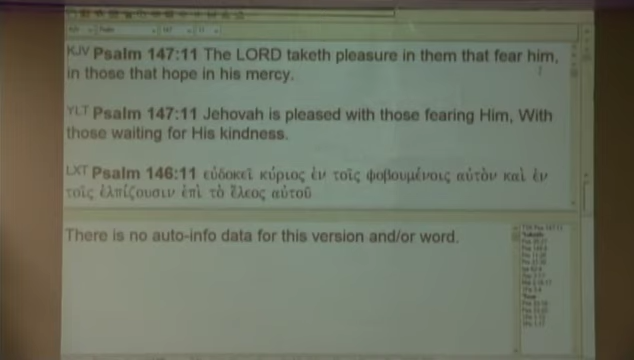 KJV Psalm 147:11 The LORD taketh pleasure in them that fear him,
in those that hope in his mercy.
YLT Psalm 147:11 Jehovah is pleased with those fearing Him, With
those waiting for His kindness.
LXT Psalm 146:11 εὐδοκεῖ κύριος ἐν τοῖς φοβουμένοις αὐτὸν καὶ ἐν
τοῖς ἐλπίζουσιν ἐπὶ τὸ ἔλεος αὐτοῦ
There is no auto-info data for this version and/or word.